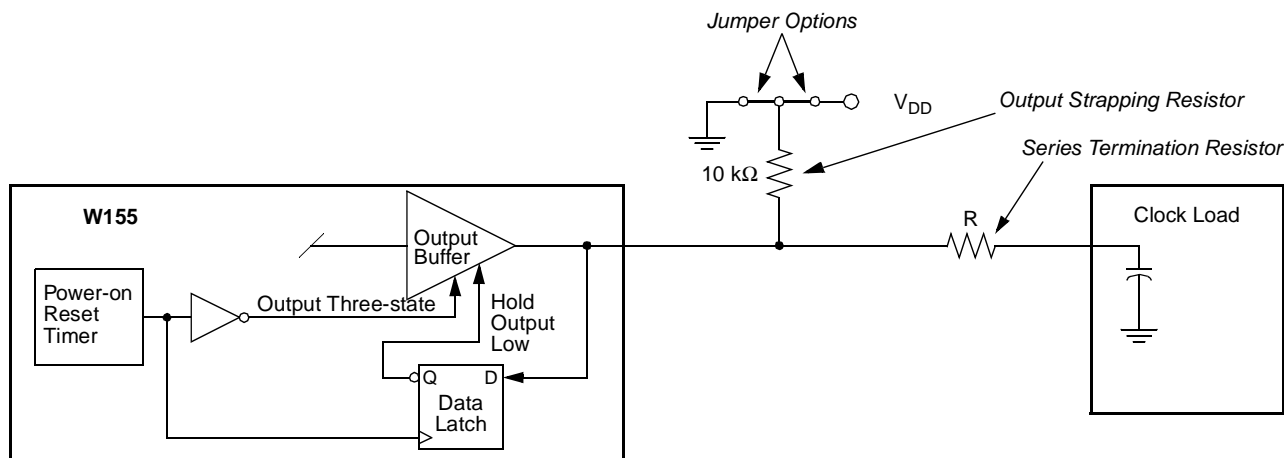 Jumper Options
V_DD
Output Strapping Resistor
10 kΩ
Series Termination Resistor
W155
Output
Buffer
R
Clock Load
Power-on
Reset
Timer
Output Three-state
Hold
Output
Low
Q
D
Data
Latch